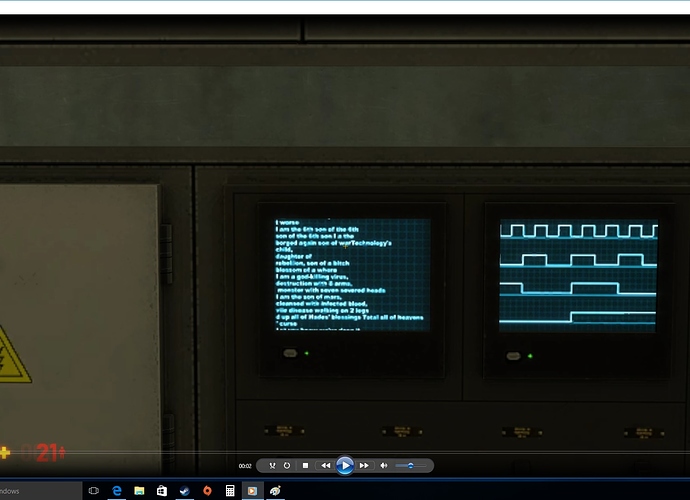 I worse
I am the 6th son of the 6th
son of the 6th son I a the
borged again son of warTechnology's
child,
daughter of
rebellion, son of a bitch
blossom of a whore
I am a god-killing virus,
destruction with 8 arms,
monster with seven severed heads
I am the son of mars,
cleansed with infected blood,
vile disease walking on 2 legs
d up all of Hades' blessings Total all of heavens
curse
21
00:02
ndows